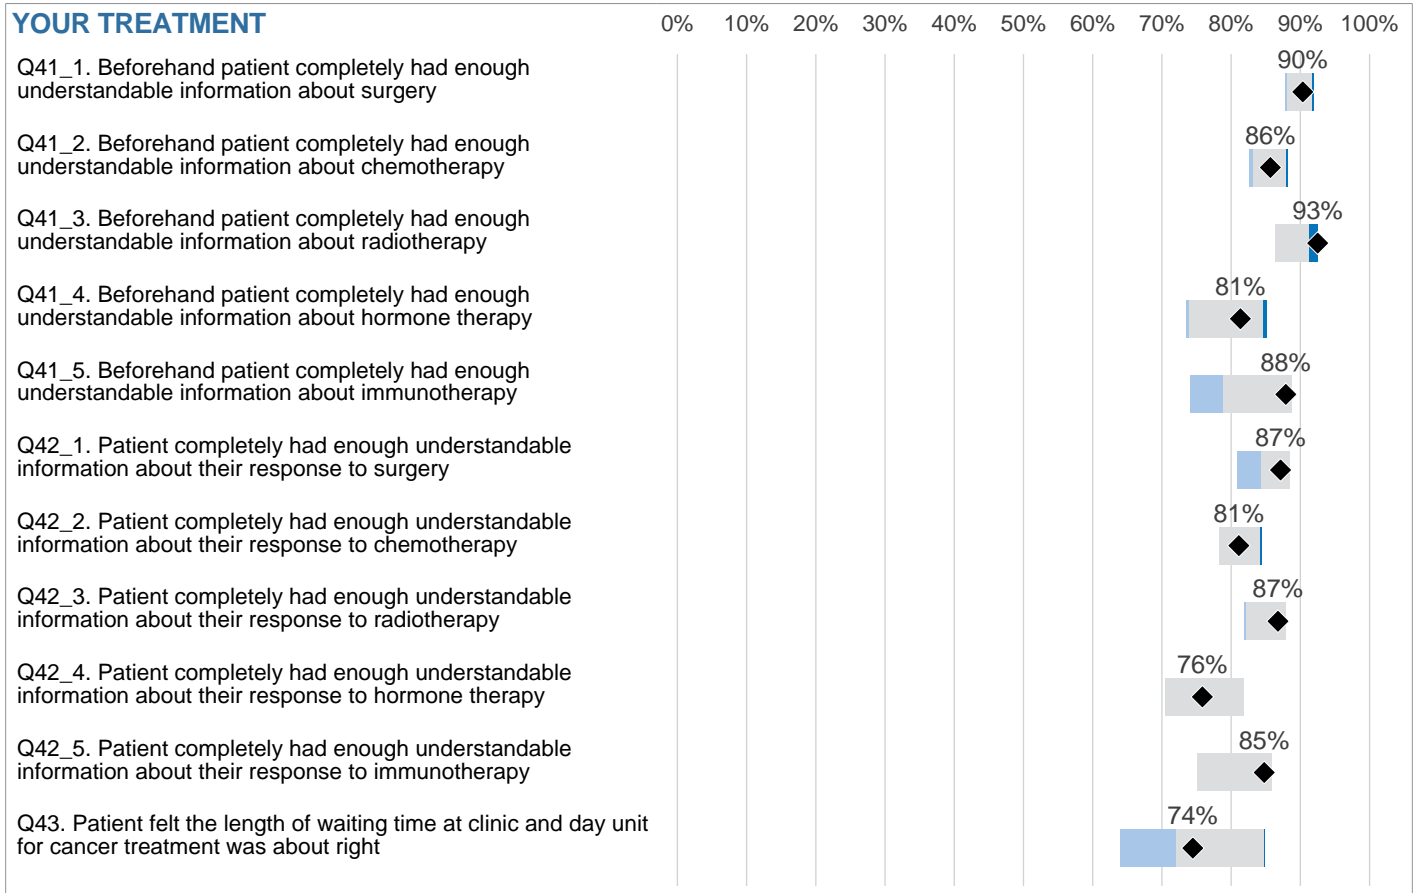 YOUR TREATMENT
0% 10% 20% 30% 40% 50% 60% 70% 80% 90% 100%
Q41_1. Beforehand patient completely had enough
understandable information about surgery
90%
Q41_2. Beforehand patient completely had enough
understandable information about chemotherapy
86%
Q41_3. Beforehand patient completely had enough
understandable information about radiotherapy
93%
Q41_4. Beforehand patient completely had enough
understandable information about hormone therapy
81%
Q41_5. Beforehand patient completely had enough
understandable information about immunotherapy
88%
Q42_1. Patient completely had enough understandable
information about their response to surgery
87%
Q42_2. Patient completely had enough understandable
information about their response to chemotherapy
81%
Q42_3. Patient completely had enough understandable
information about their response to radiotherapy
87%
Q42_4. Patient completely had enough understandable
information about their response to hormone therapy
76%
Q42_5. Patient completely had enough understandable
information about their response to immunotherapy
85%
Q43. Patient felt the length of waiting time at clinic and day unit
for cancer treatment was about right
74%